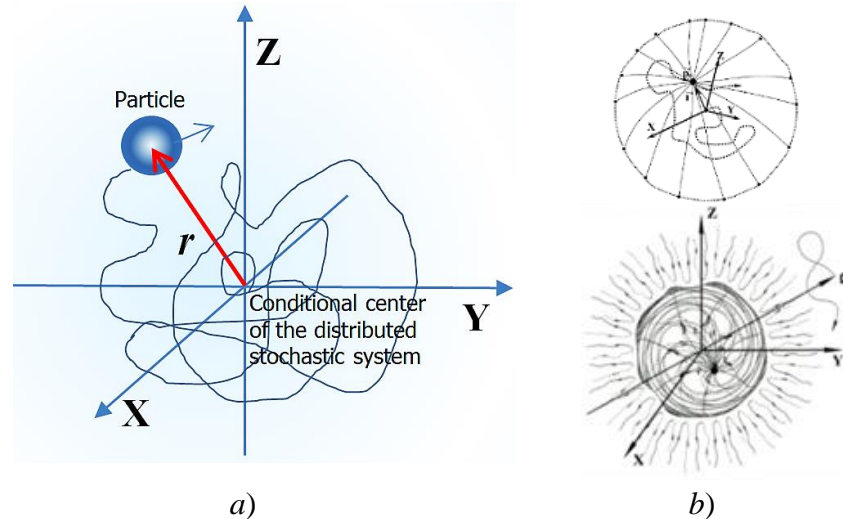 Z
Particle
r
Conditional center
of the distributed
stochastic system
Y
X
Z
Y
X
Z
Y
X
a)
b)